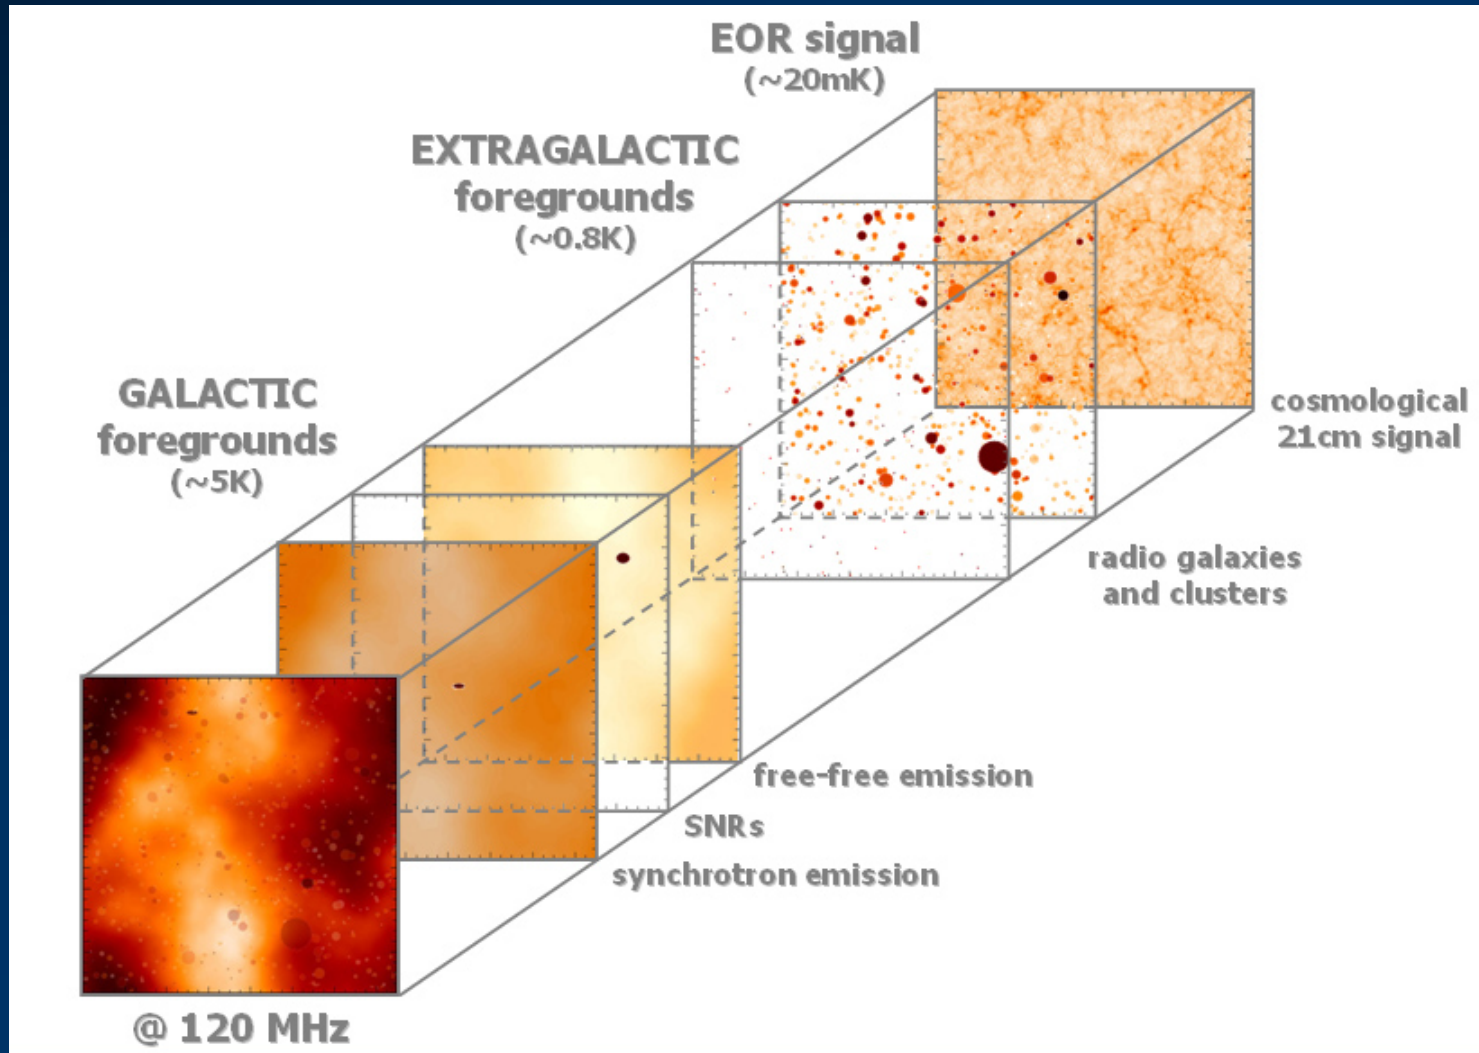 EOR signal
(~20mK)
EXTRAGALACTIC
foregrounds
(~0.8K)
GALACTIC
foregrounds
(~5K)
cosmological
21cm signal
radio galaxies
and clusters
free-free emission
SNRs
synchrotron emission
@ 120 MHz